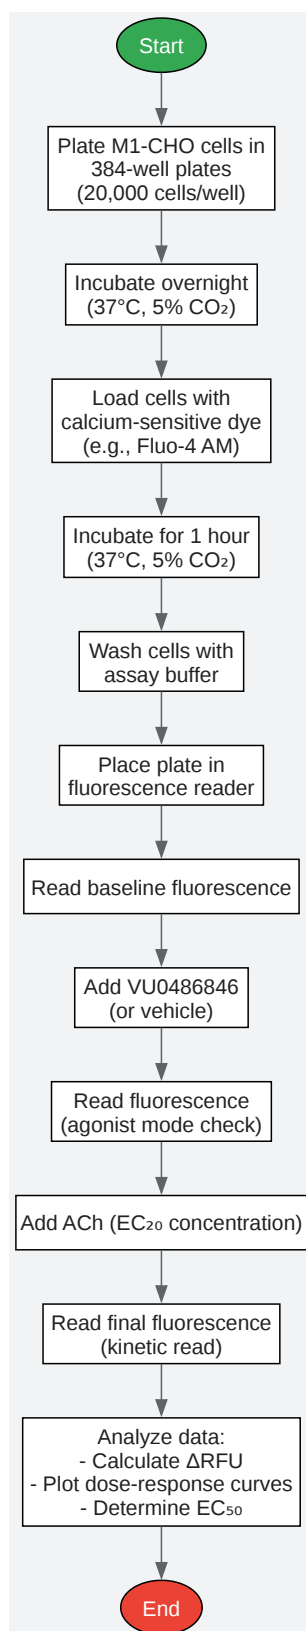 Start
Plate M1-CHO cells in
384-well plates
(20,000 cells/well)
Incubate overnight
(37°C, 5% CO₂)
Load cells with
calcium-sensitive dye
(e.g., Fluo-4 AM)
Incubate for 1 hour
(37°C, 5% CO₂)
Wash cells with
assay buffer
Place plate in
fluorescence reader
Read baseline fluorescence
Add VU0486846
(or vehicle)
Read fluorescence
(agonist mode check)
Add ACh (EC₂₀ concentration)
Read final fluorescence
(kinetic read)
Analyze data:
- Calculate ΔRFU
- Plot dose-response curves
- Determine EC₅₀
End